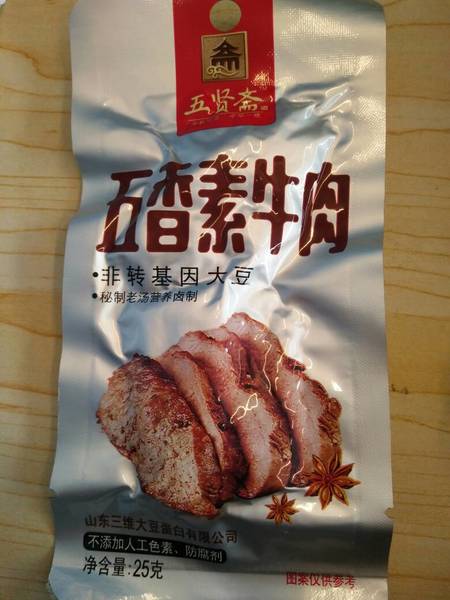 五贤斋
五香素牛肉
•非转基因大豆
•秘制老汤营养卤制
山东三维大豆蛋白有限公司
不添加人工色素、防腐剂
净含量:25克
图案仅供参考